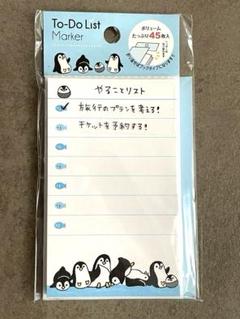 To-Do List
Marker
ボリューム
たっぷり45枚入
やることリスト
旅行のプランを考える!
チケットを予約する!